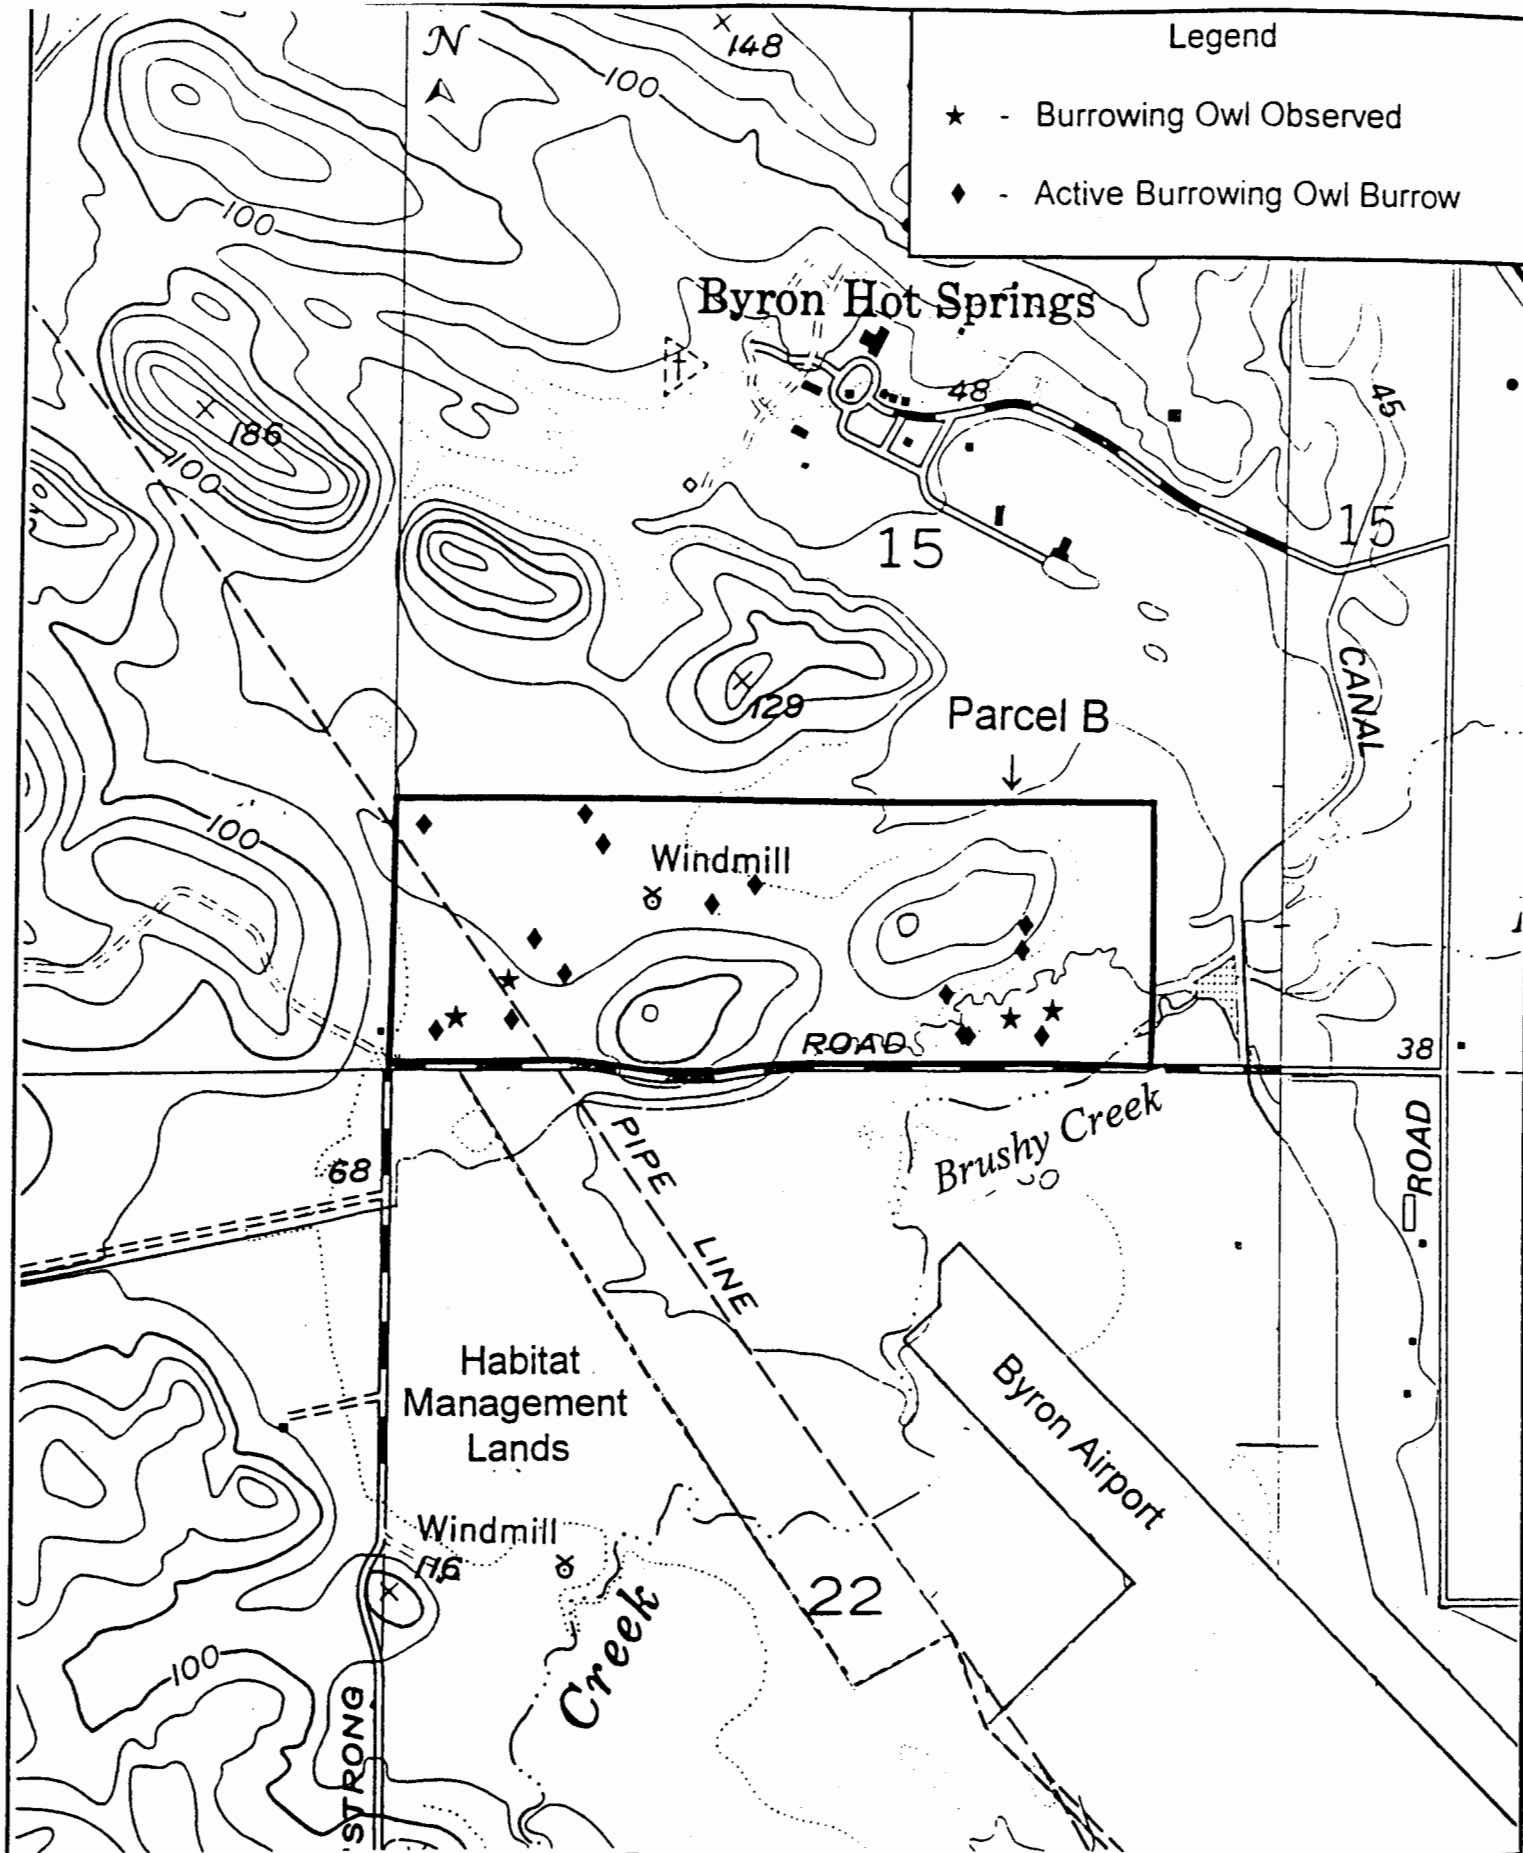 N
148
100
Legend
★ - Burrowing Owl Observed
♦ - Active Burrowing Owl Burrow
100
Byron Hot Springs
48
45
186
100
15
15
CANAL
129
Parcel B
100
Windmill
ROAD
38
Brushy Creek
ROAD
68
PIPE LINE
Habitat
Management
Lands
Byron Airport
Windmill
116
22
Creek
100
STRONG